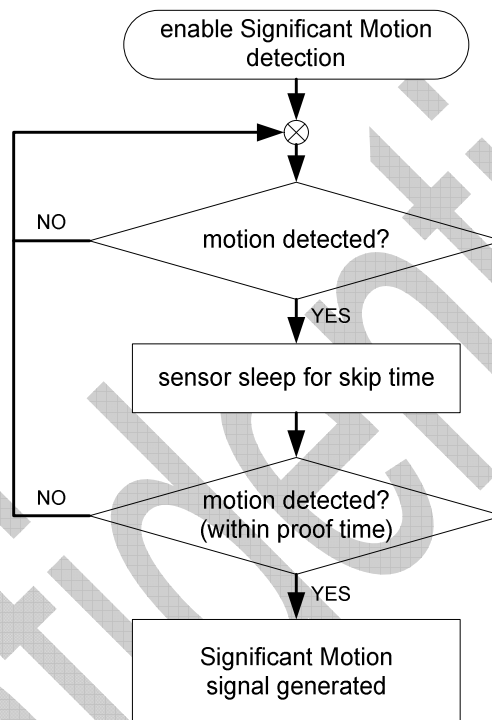 enable Significant Motion
detection
motion detected?
NO
YES
sensor sleep for skip time
motion detected?
(within proof time)
NO
YES
Significant Motion
signal generated